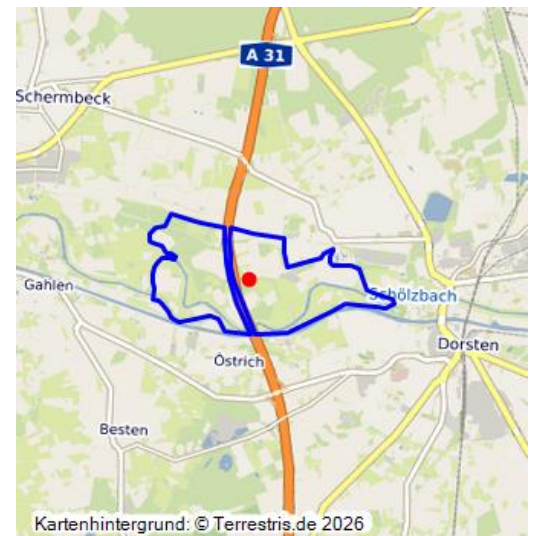 A 31
Schermbeck
Gahlen
Schölzbach
Dorsten
Östrich
Besten
Kartenhintergrund: © Terrestris.de 2026